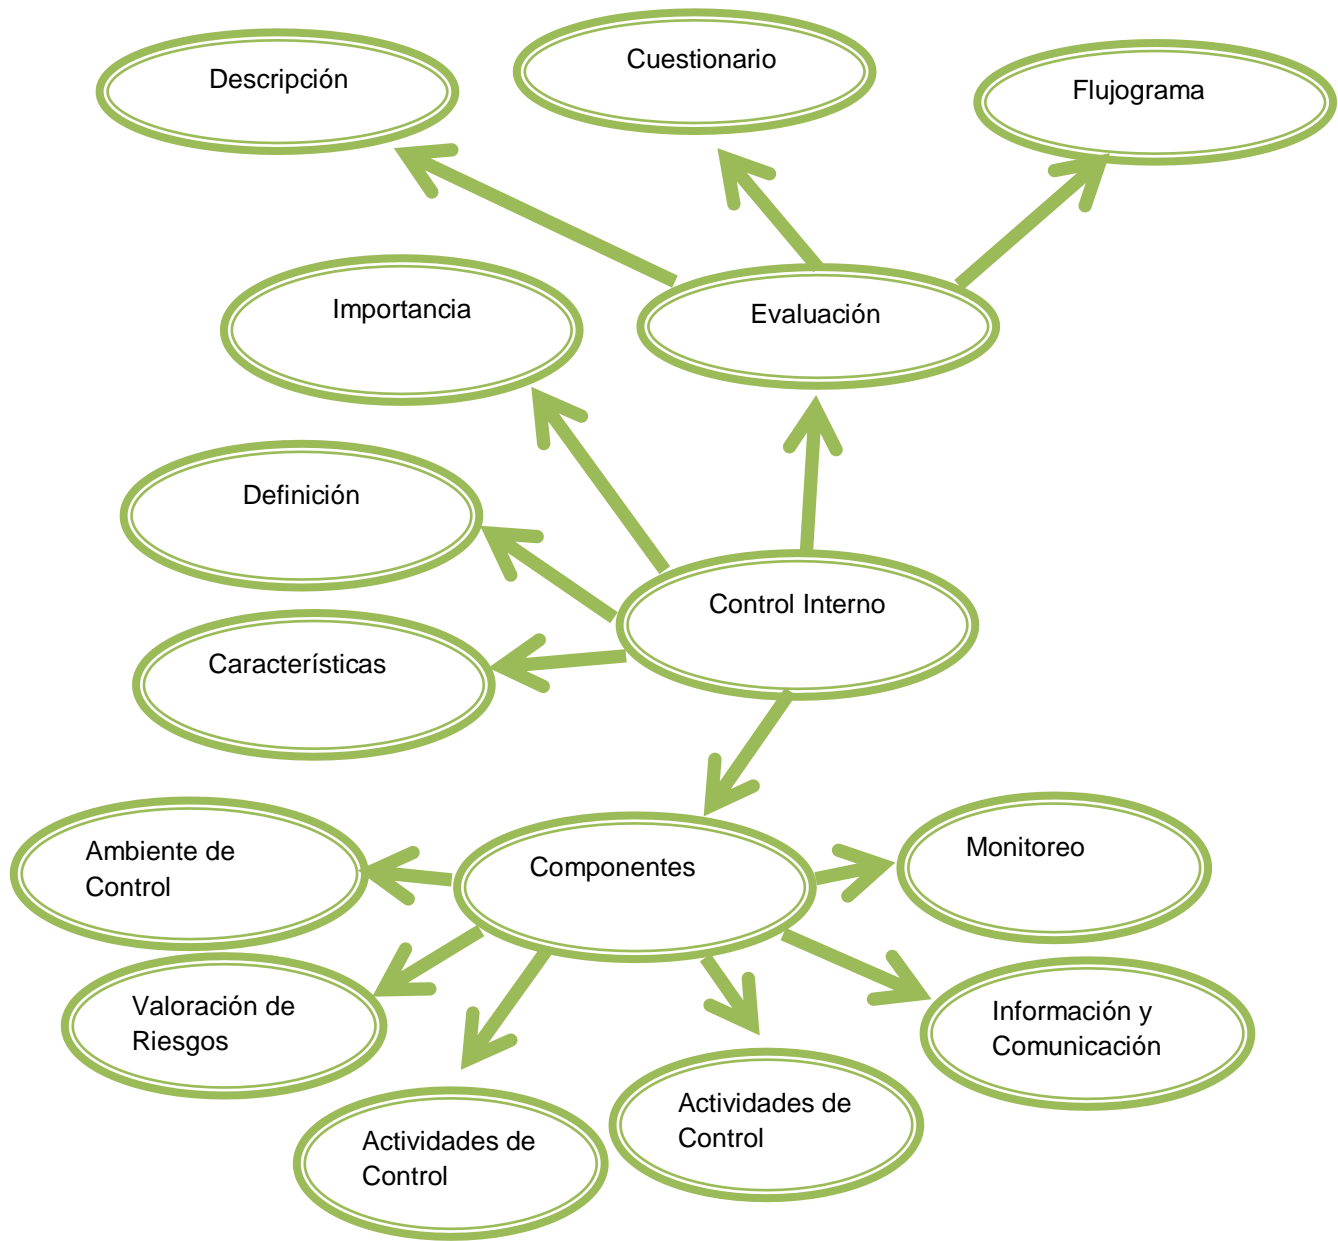 Descripción
Cuestionario
Flujograma
Importancia
Evaluación
Definición
Control Interno
Características
Ambiente de
Control
Componentes
Monitoreo
Valoración de
Riesgos
Información y
Comunicación
Actividades de
Control
Actividades de
Control